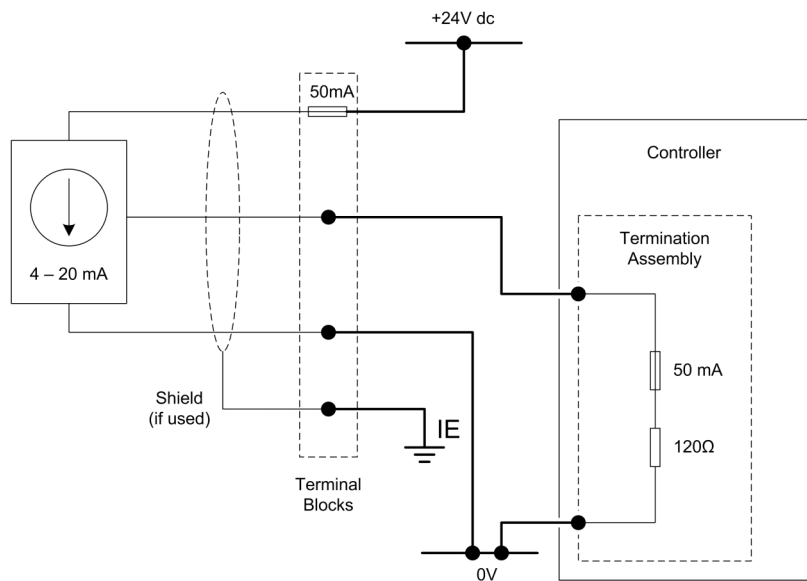 +24V dc
50mA
Controller
Termination
Assembly
4 – 20 mA
50 mA
120Ω
Shield
(if used)
IE
Terminal
Blocks
0V